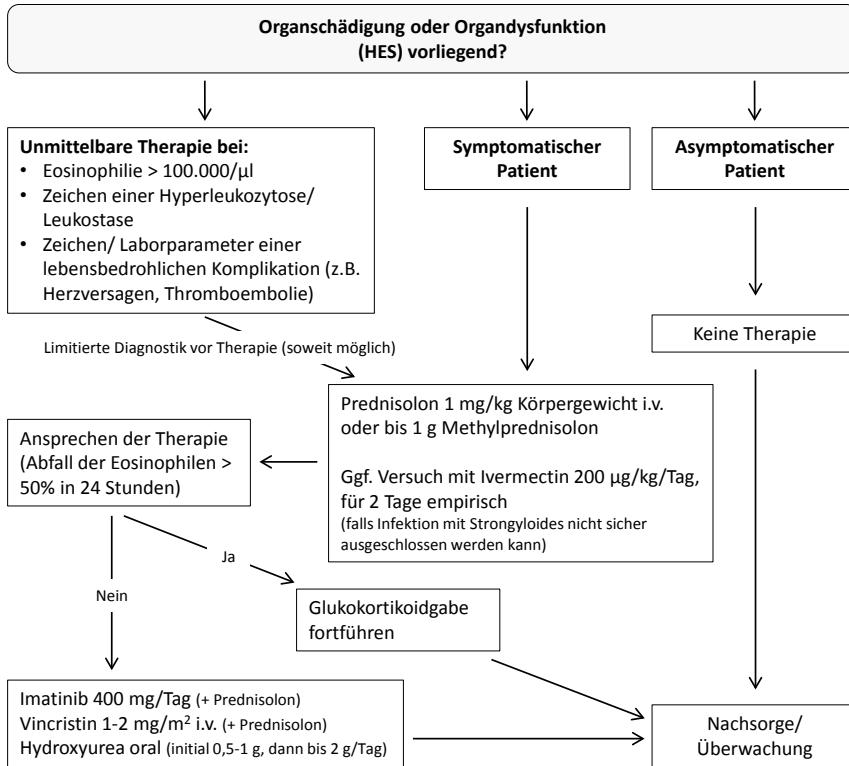 Organschädigung oder Organdysfunktion
(HES) vorliegend?
Unmittelbare Therapie bei:
• Eosinophilie > 100.000/µl
• Zeichen einer Hyperleukozytose/
Leukostase
• Zeichen/ Laborparameter einer
lebensbedrohlichen Komplikation (z.B.
Herzversagen, Thromboembolie)
Symptomatischer
Patient
Asymptomatischer
Patient
Limitierte Diagnostik vor Therapie (soweit möglich)
Keine Therapie
Prednisolon 1 mg/kg Körpergewicht i.v.
oder bis 1 g Methylprednisolon
Ggf. Versuch mit Ivermectin 200 µg/kg/Tag,
für 2 Tage empirisch
(falls Infektion mit Strongyloides nicht sicher
ausgeschlossen werden kann)
Ansprechen der Therapie
(Abfall der Eosinophilen >
50% in 24 Stunden)
Ja
Nein
Glukokortikoidgabe
fortführen
Imatinib 400 mg/Tag (+ Prednisolon)
Vincristin 1-2 mg/m² i.v. (+ Prednisolon)
Hydroxyurea oral (initial 0,5-1 g, dann bis 2 g/Tag)
Nachsorge/
Überwachung